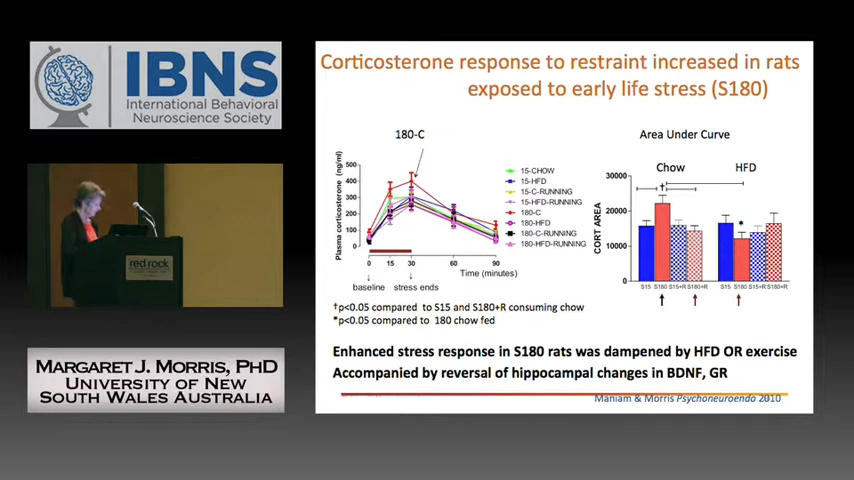 IBNS
International Behavioral
Neuroscience Society
red rock
MARGARET J. MORRIS, PHD
UNIVERSITY OF NEW
SOUTH WALES AUSTRALIA
Corticosterone response to restraint increased in rats
exposed to early life stress (S180)
180-C
Plasma corticosterone (ng/ml)
500
400
300
200
100
0
0 15 30 60 90
Time (minutes)
baseline stress ends
15-CHOW
15-HFD
15-C-RUNNING
15-HFD-RUNNING
180-C
180-HFD
180-C-RUNNING
180-HFD-RUNNING
Area Under Curve
Chow HFD
CORT AREA
30000
20000
10000
0
†
*
S15 S180 S15+R S180+R S15 S180 S15+R S180+R
†p<0.05 compared to S15 and S180+R consuming chow
*p<0.05 compared to 180 chow fed
Enhanced stress response in S180 rats was dampened by HFD OR exercise
Accompanied by reversal of hippocampal changes in BDNF, GR
Maniam & Morris Psychoneuroendo 2010